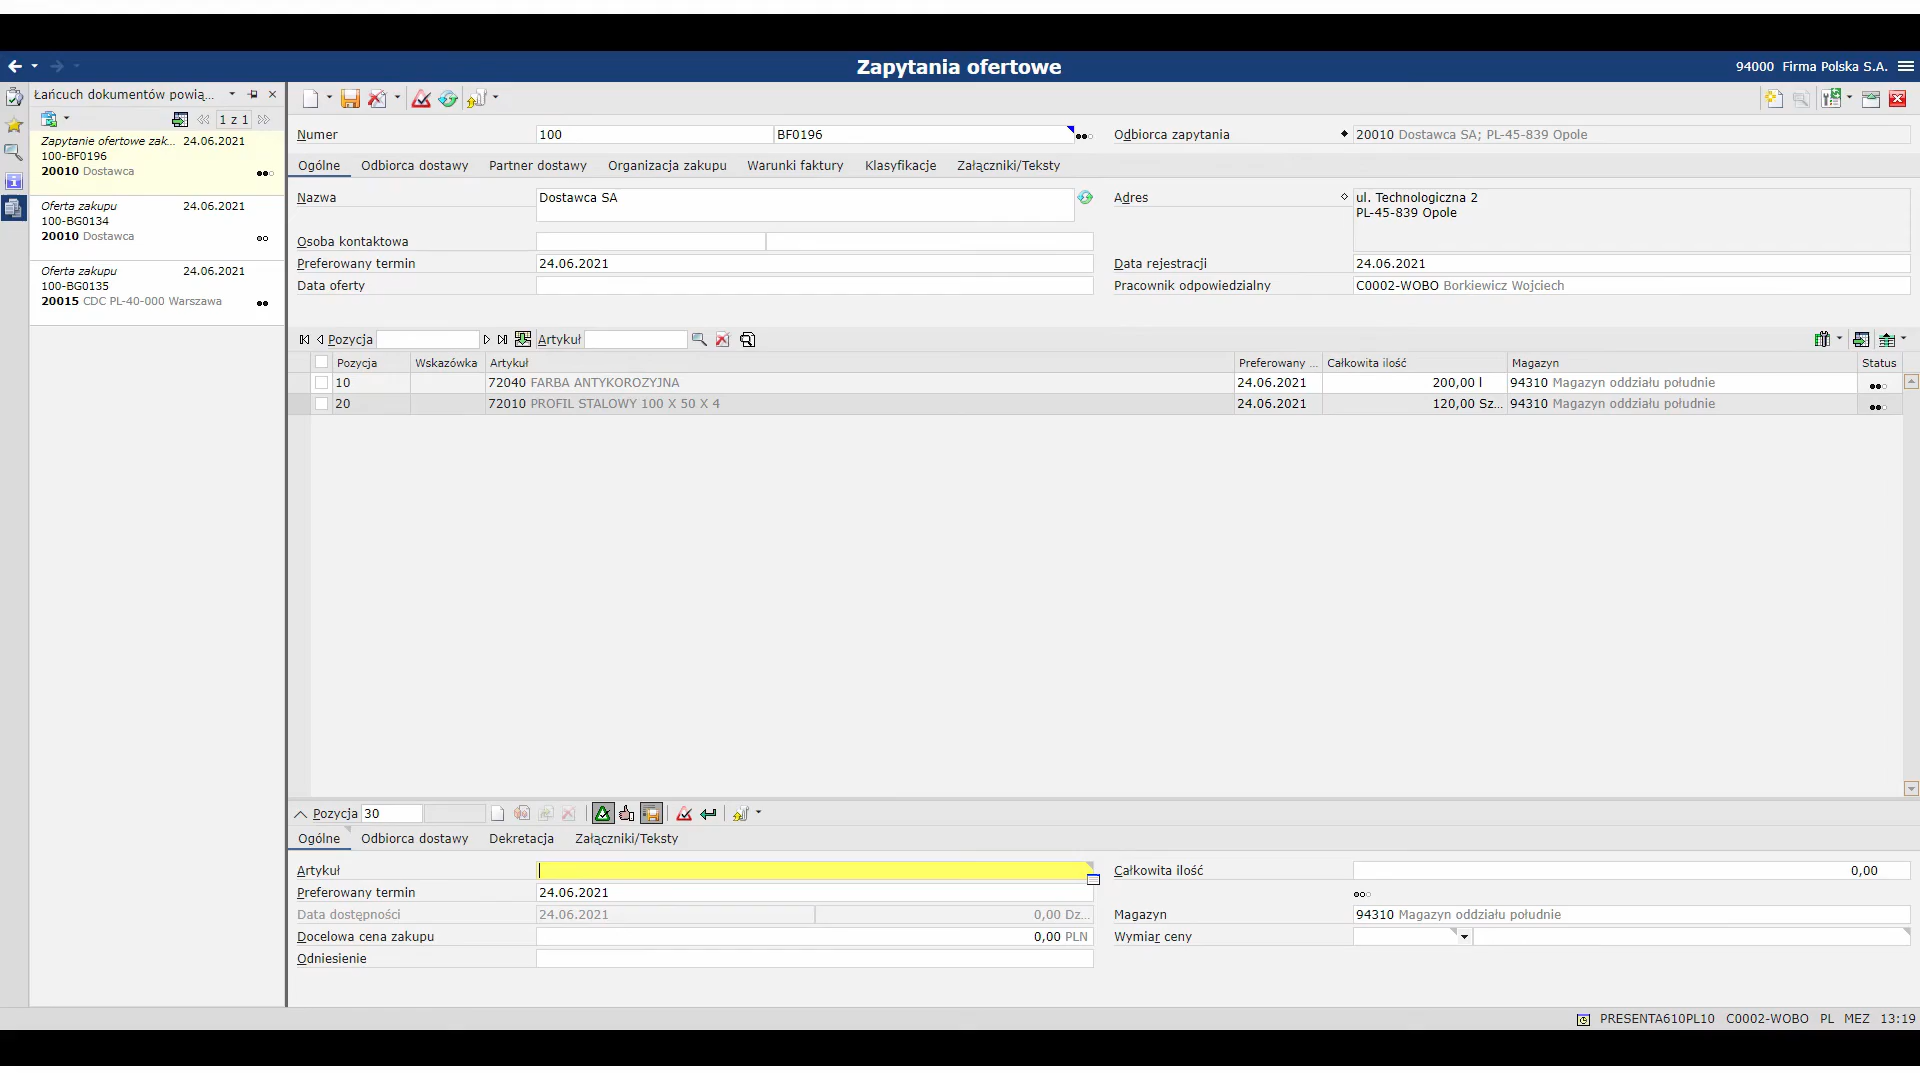 Zapytania ofertowe
94000 Firma Polska S.A.
Łańcuch dokumentów powią...
1 z 1
Zapytanie ofertowe zak... 24.06.2021
100-BF0196
20010 Dostawca
Oferta zakupu 24.06.2021
100-BG0134
20010 Dostawca
Oferta zakupu 24.06.2021
100-BG0135
20015 CDC PL-40-000 Warszawa
Numer 100 BF0196 Odbiorca zapytania 20010 Dostawca SA; PL-45-839 Opole
Ogólne Odbiorca dostawy Partner dostawy Organizacja zakupu Warunki faktury Klasyfikacje Załączniki/Teksty
Nazwa Dostawca SA Adres ul. Technologiczna 2
PL-45-839 Opole
Osoba kontaktowa
Preferowany termin 24.06.2021 Data rejestracji 24.06.2021
Data oferty Pracownik odpowiedzialny C0002-WOBO Borkiewicz Wojciech
Pozycja Artykuł
Pozycja Wskazówka Artykuł Preferowany ... Całkowita ilość Magazyn Status
10 72040 FARBA ANTYKOROZYJNA 24.06.2021 200,00 l 94310 Magazyn oddziału południe
20 72010 PROFIL STALOWY 100 X 50 X 4 24.06.2021 120,00 Sz... 94310 Magazyn oddziału południe
Pozycja 30
Ogólne Odbiorca dostawy Dekretacja Załączniki/Teksty
Artykuł Całkowita ilość 0,00
Preferowany termin 24.06.2021
Data dostępności 24.06.2021 0,00 Dz... Magazyn 94310 Magazyn oddziału południe
Docelowa cena zakupu 0,00 PLN Wymiar ceny
Odniesienie
PRESENTA610PL10 C0002-WOBO PL MEZ 13:19